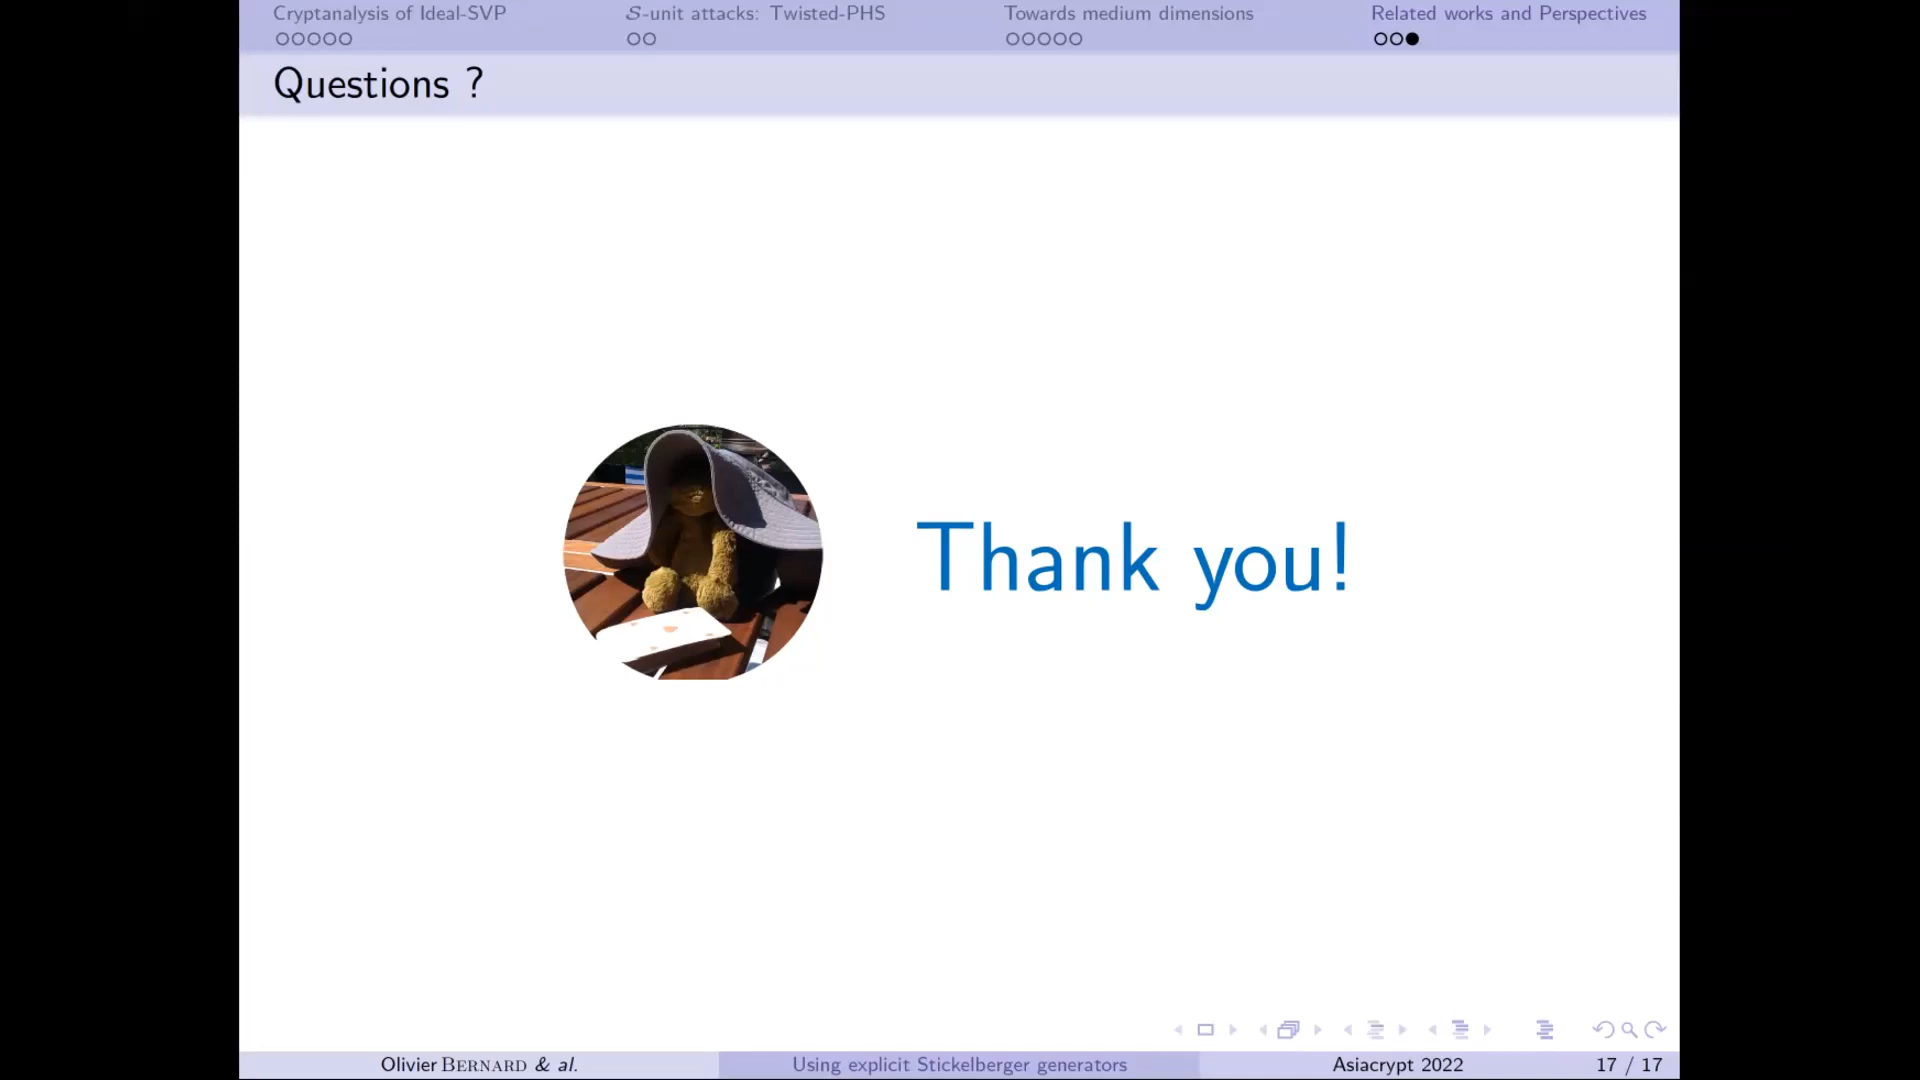 Cryptanalysis of Ideal-SVP
S-unit attacks: Twisted-PHS
Towards medium dimensions
Related works and Perspectives
Questions ?
Thank you!
Olivier BERNARD & al.
Using explicit Stickelberger generators
Asiacrypt 2022
17 / 17